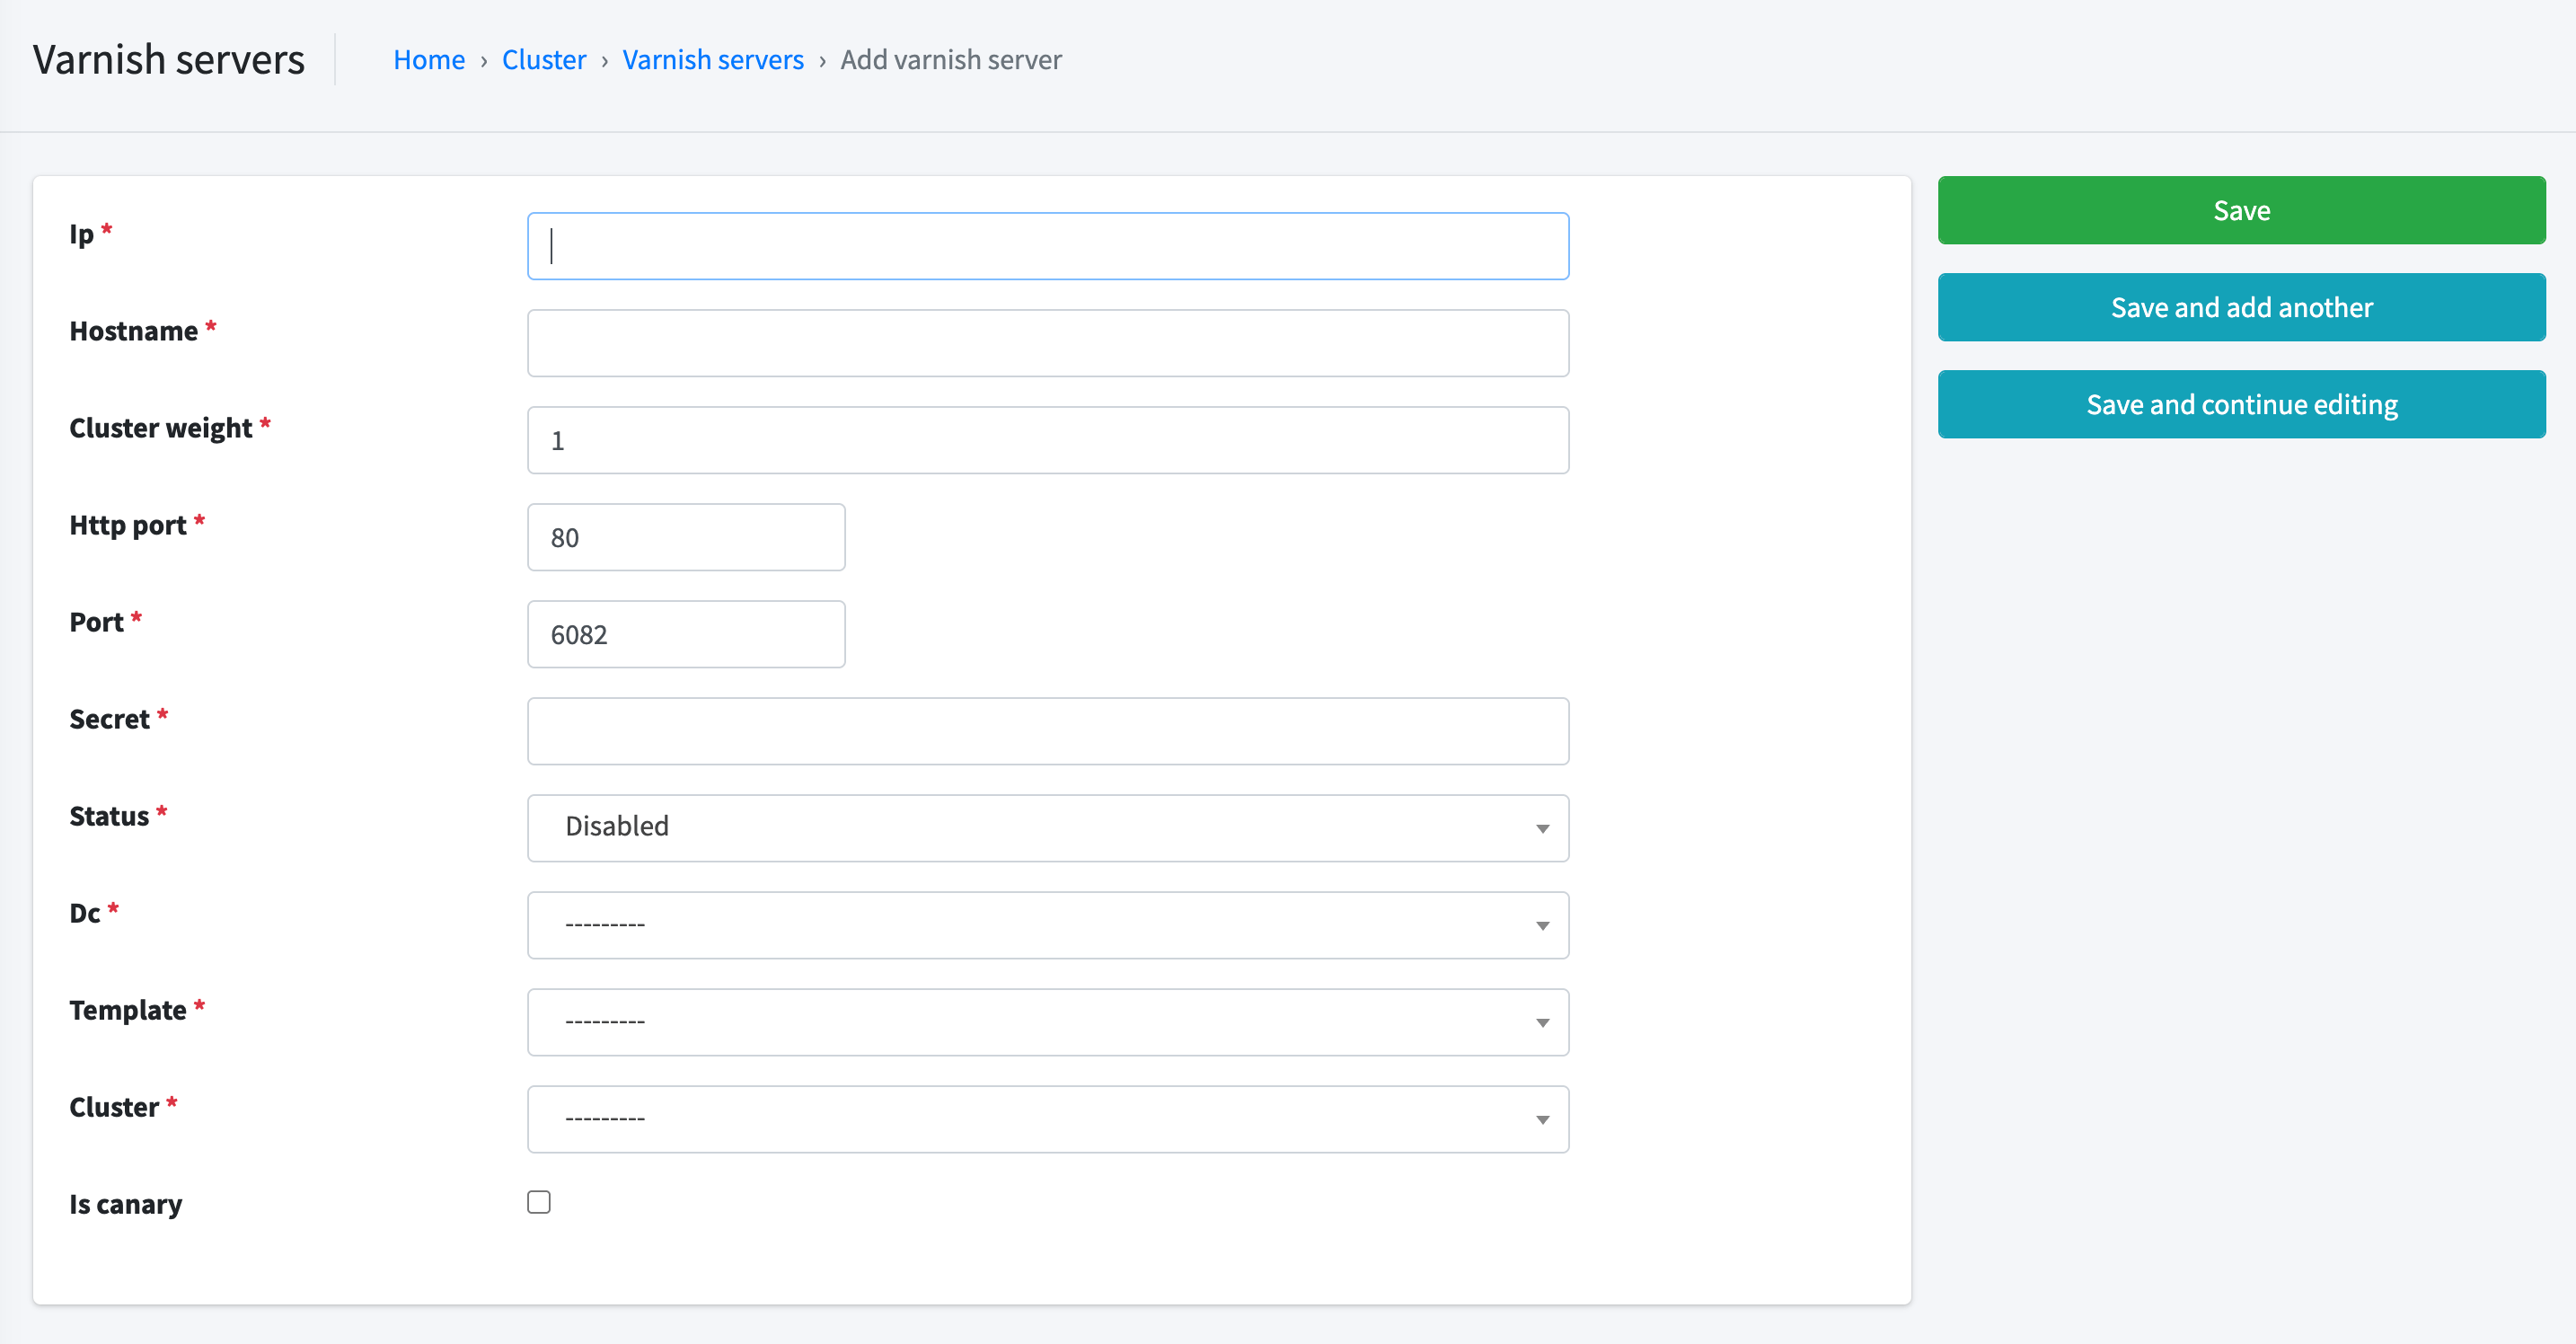 Varnish servers
Home › Cluster › Varnish servers › Add varnish server
Ip *
Save
Hostname *
Save and add another
Cluster weight *
1
Save and continue editing
Http port *
80
Port *
6082
Secret *
Status *
Disabled
Dc *
---------
Template *
---------
Cluster *
---------
Is canary